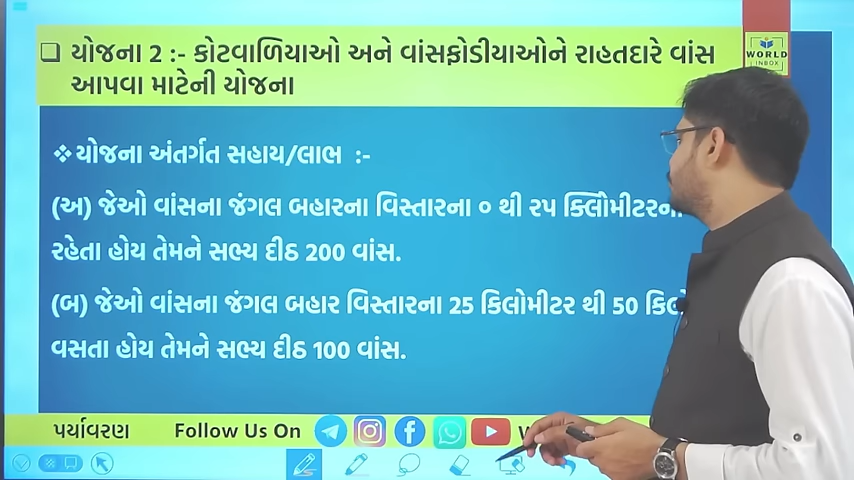 ❑ યોજના 2 :- કોટવાળિયાઓ અને વાંસફોડીયાઓને રાહતદારે વાંસ
આપવા માટેની યોજના
WORLD
INBOX
❖યોજના અંતર્ગત સહાય/લાભ :-
(અ) જેઓ વાંસના જંગલ બહારના વિસ્તારના ૦ થી ૨૫
રહેતા હોય તેમને સભ્ય દીઠ 200 વાંસ.
(બ) જેઓ વાંસના જંગલ બહાર વિસ્તારના 25 કિલોમીટર થી 50
વસતા હોય તેમને સભ્ય દીઠ 100 વાંસ.
પર્યાવરણ Follow Us On